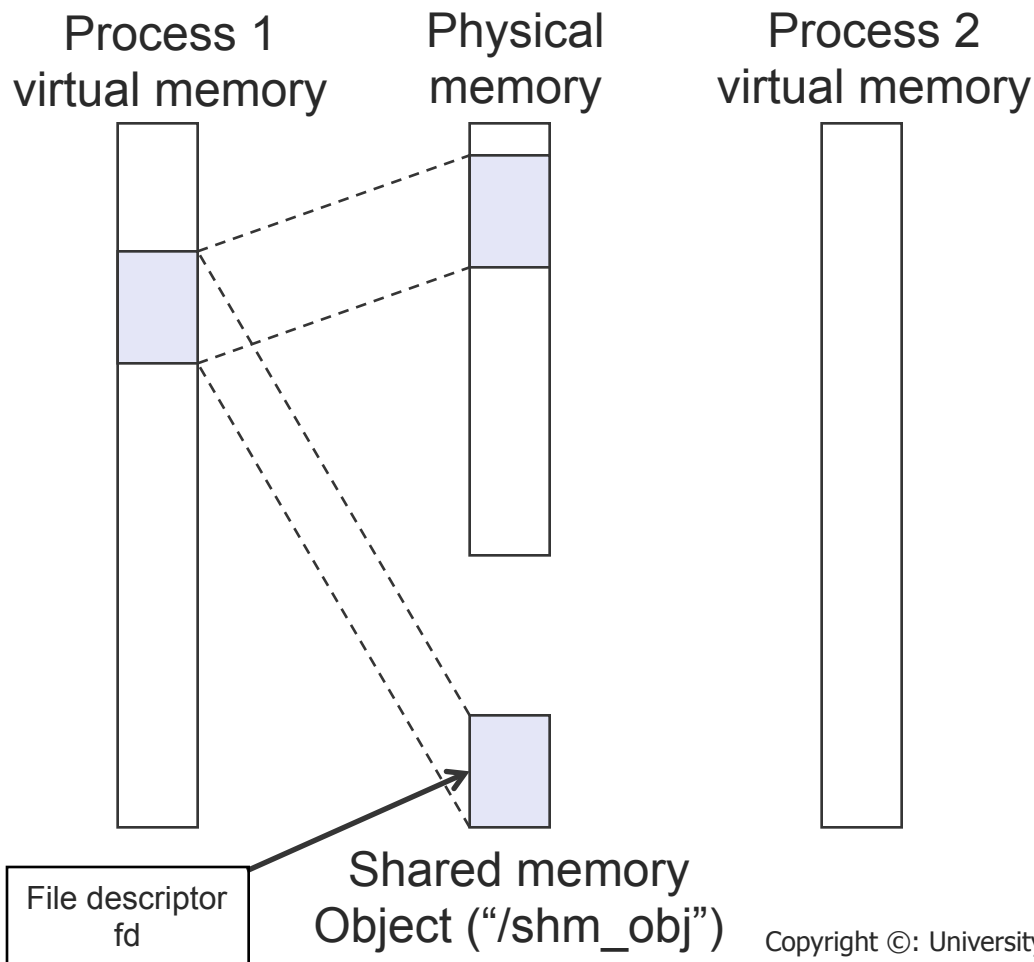 Process 1
virtual memory
Physical
memory
Process 2
virtual memory
File descriptor
fd
Shared memory
Object (“/shm_obj”)
Copyright ©: University